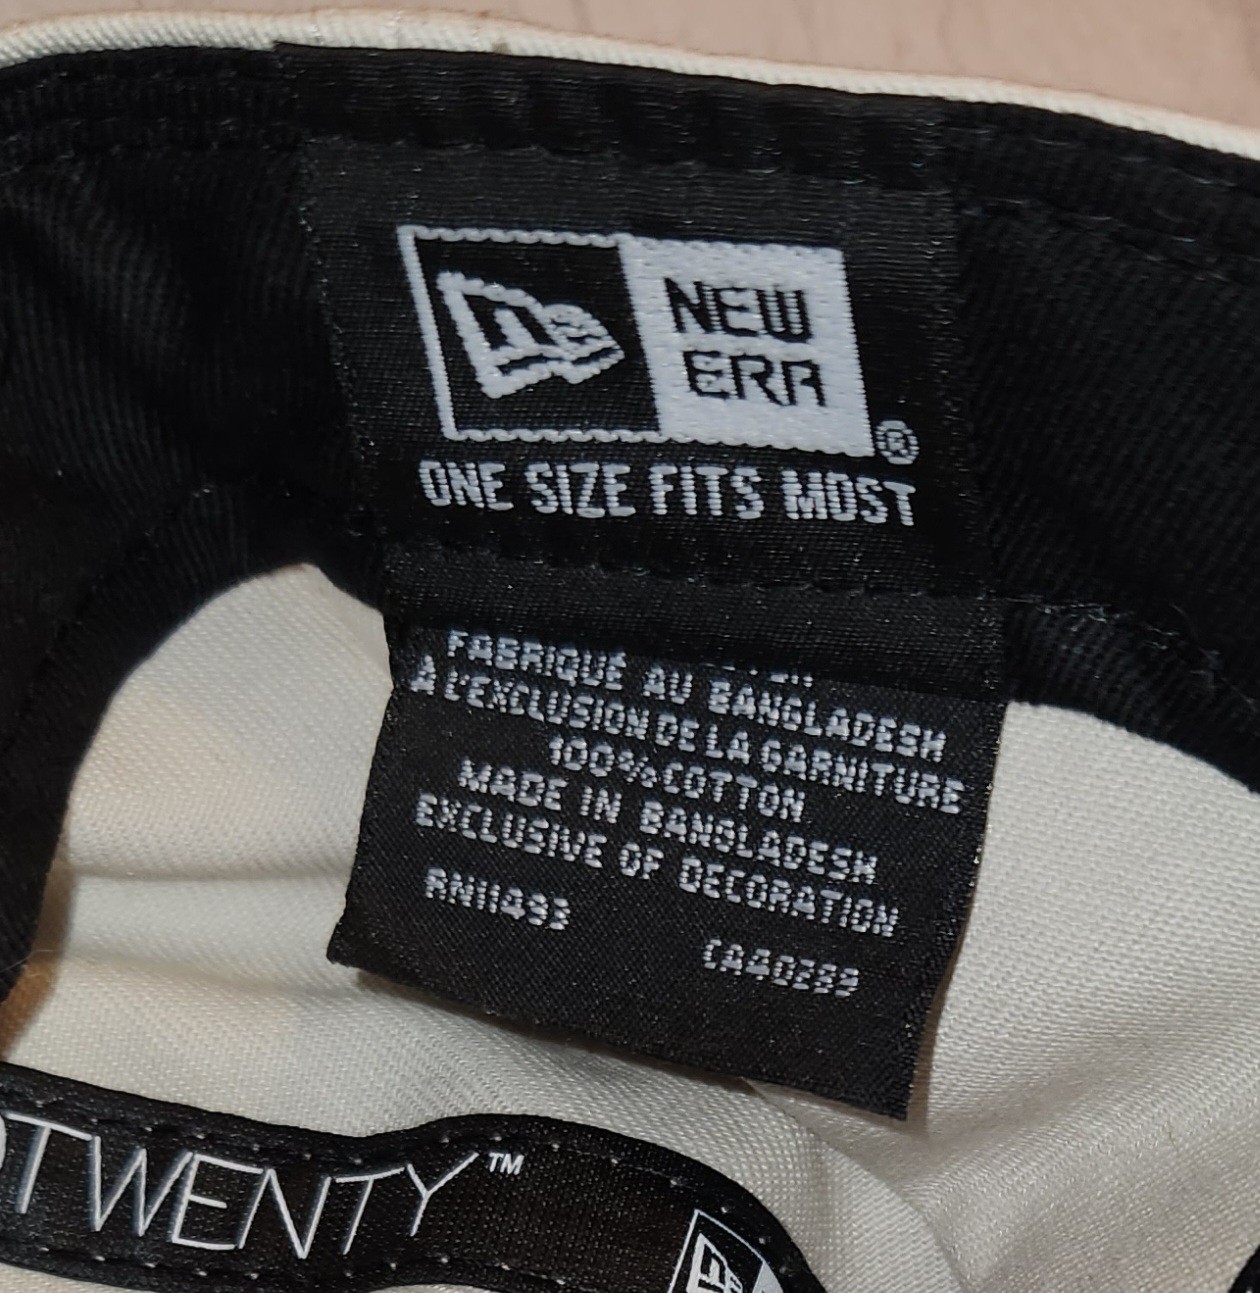 NEW
ERA
®
ONE SIZE FITS MOST
FABRIQUÉ AU BANGLADESH
À L'EXCLUSION DE LA GARNITURE
100% COTTON
MADE IN BANGLADESH
EXCLUSIVE OF DECORATION
RN11493
CA40289
TWENTY™